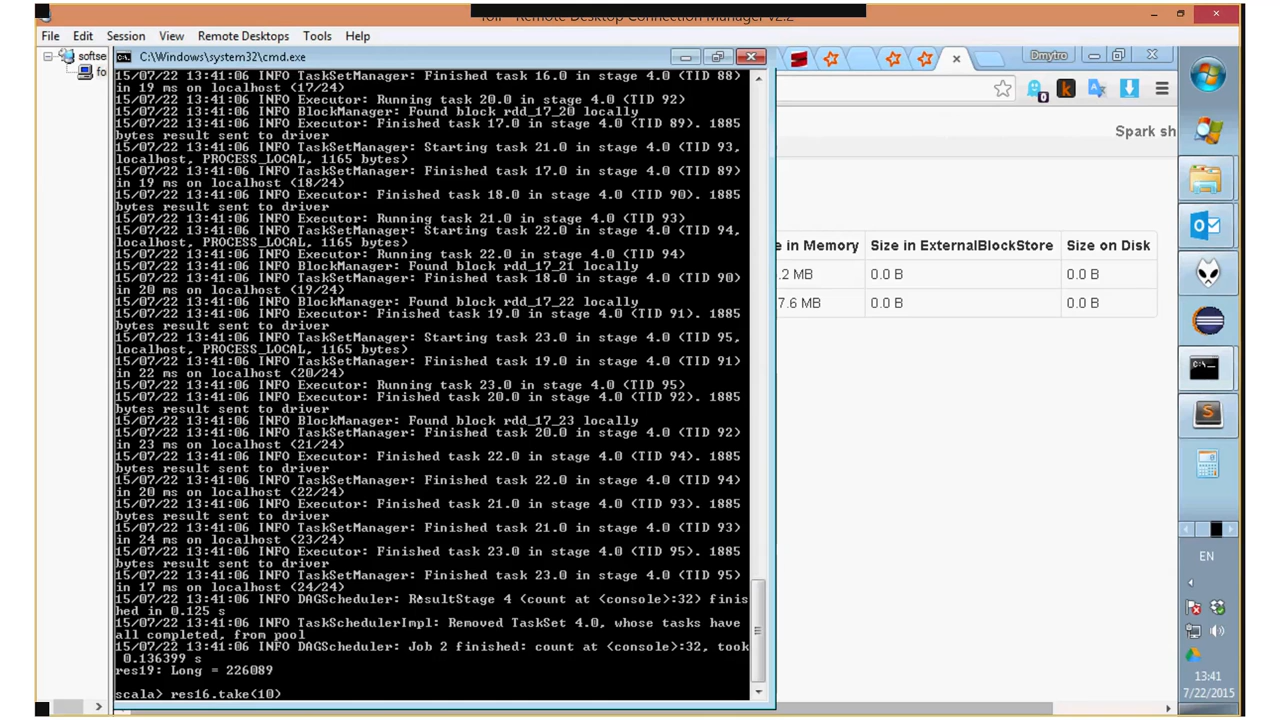 Remote Desktop Connection Manager v2.2
File Edit Session View Remote Desktops Tools Help
softse
fo
C:\Windows\system32\cmd.exe
Dmytro
15/07/22 13:41:06 INFO TaskSetManager: Finished task 16.0 in stage 4.0 (TID 88)
in 19 ms on localhost (17/24)
15/07/22 13:41:06 INFO Executor: Running task 20.0 in stage 4.0 (TID 92)
15/07/22 13:41:06 INFO BlockManager: Found block rdd_17_20 locally
15/07/22 13:41:06 INFO Executor: Finished task 17.0 in stage 4.0 (TID 89). 1885
bytes result sent to driver
15/07/22 13:41:06 INFO TaskSetManager: Starting task 21.0 in stage 4.0 (TID 93,
localhost, PROCESS_LOCAL, 1165 bytes)
15/07/22 13:41:06 INFO TaskSetManager: Finished task 17.0 in stage 4.0 (TID 89)
in 19 ms on localhost (18/24)
15/07/22 13:41:06 INFO Executor: Finished task 18.0 in stage 4.0 (TID 90). 1885
bytes result sent to driver
15/07/22 13:41:06 INFO Executor: Running task 21.0 in stage 4.0 (TID 93)
15/07/22 13:41:06 INFO TaskSetManager: Starting task 22.0 in stage 4.0 (TID 94,
localhost, PROCESS_LOCAL, 1165 bytes)
15/07/22 13:41:06 INFO Executor: Running task 22.0 in stage 4.0 (TID 94)
15/07/22 13:41:06 INFO BlockManager: Found block rdd_17_21 locally
15/07/22 13:41:06 INFO TaskSetManager: Finished task 18.0 in stage 4.0 (TID 90)
in 20 ms on localhost (19/24)
15/07/22 13:41:06 INFO BlockManager: Found block rdd_17_22 locally
15/07/22 13:41:06 INFO Executor: Finished task 19.0 in stage 4.0 (TID 91). 1885
bytes result sent to driver
15/07/22 13:41:06 INFO TaskSetManager: Starting task 23.0 in stage 4.0 (TID 95,
localhost, PROCESS_LOCAL, 1165 bytes)
15/07/22 13:41:06 INFO TaskSetManager: Finished task 19.0 in stage 4.0 (TID 91)
in 22 ms on localhost (20/24)
15/07/22 13:41:06 INFO Executor: Running task 23.0 in stage 4.0 (TID 95)
15/07/22 13:41:06 INFO Executor: Finished task 20.0 in stage 4.0 (TID 92). 1885
bytes result sent to driver
15/07/22 13:41:06 INFO BlockManager: Found block rdd_17_23 locally
15/07/22 13:41:06 INFO TaskSetManager: Finished task 20.0 in stage 4.0 (TID 92)
in 23 ms on localhost (21/24)
15/07/22 13:41:06 INFO Executor: Finished task 22.0 in stage 4.0 (TID 94). 1885
bytes result sent to driver
15/07/22 13:41:06 INFO TaskSetManager: Finished task 22.0 in stage 4.0 (TID 94)
in 20 ms on localhost (22/24)
15/07/22 13:41:06 INFO Executor: Finished task 21.0 in stage 4.0 (TID 93). 1885
bytes result sent to driver
15/07/22 13:41:06 INFO TaskSetManager: Finished task 21.0 in stage 4.0 (TID 93)
in 24 ms on localhost (23/24)
15/07/22 13:41:06 INFO Executor: Finished task 23.0 in stage 4.0 (TID 95). 1885
bytes result sent to driver
15/07/22 13:41:06 INFO TaskSetManager: Finished task 23.0 in stage 4.0 (TID 95)
in 17 ms on localhost (24/24)
15/07/22 13:41:06 INFO DAGScheduler: ResultStage 4 (count at <console>:32) finis
hed in 0.125 s
15/07/22 13:41:06 INFO TaskSchedulerImpl: Removed TaskSet 4.0, whose tasks have
all completed, from pool
15/07/22 13:41:06 INFO DAGScheduler: Job 2 finished: count at <console>:32, took
0.136399 s
res19: Long = 226089
scala> res16.take(10)
0
Spark sh
e in Memory Size in ExternalBlockStore Size on Disk
.2 MB 0.0 B 0.0 B
7.6 MB 0.0 B 0.0 B
EN
13:41
7/22/2015